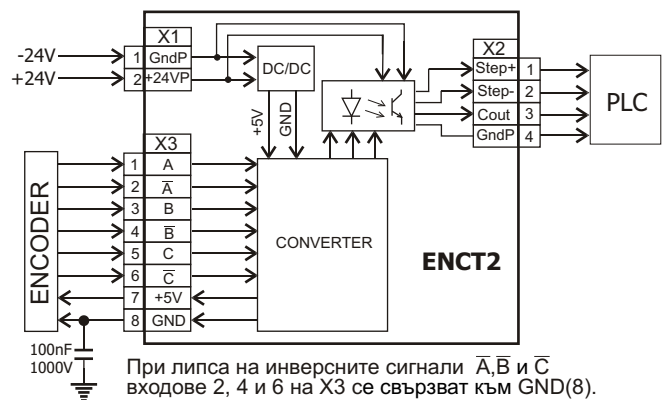 X1
-24V 1 GndP
+24V 2 +24VP
DC/DC
+5V
GND
X2
Step+ 1
Step- 2
Cout 3
GndP 4
PLC
X3
ENCODER
1 A
2 A̅
3 B
4 B̅
5 C
6 C̅
7 +5V
8 GND
CONVERTER
ENCT2
100nF
1000V
При липса на инверсните сигнали A̅,B̅ и C̅
входове 2, 4 и 6 на X3 се свързват към GND(8).